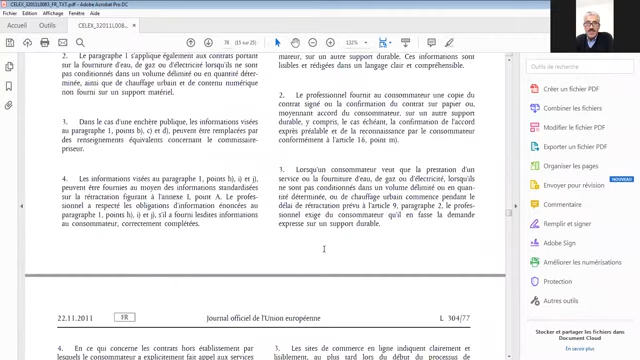 CELEX_32011L0083_FR_TXT.pdf - Adobe Acrobat Pro DC
Fichier Edition Affichage Fenêtre Aide
Accueil Outils CELEX_32011L008... ×
76 (15 sur 25) 132%
2. Le paragraphe 1 s'applique également aux contrats portant
sur la fourniture d'eau, de gaz ou d'électricité lorsqu'ils ne
sont pas conditionnés dans un volume délimité ou en quantité déter-
minée, ainsi que de chauffage urbain et de contenu numérique
non fourni sur un support matériel.
3. Dans le cas d'une enchère publique, les informations visées
au paragraphe 1, points b), c) et d), peuvent être remplacées par
des renseignements équivalents concernant le commissaire-
priseur.
4. Les informations visées au paragraphe 1, points h), i) et j),
peuvent être fournies au moyen des informations standardisées
sur la rétractation figurant à l'annexe I, point A. Le profes-
sionnel a respecté les obligations d'information énoncées au
paragraphe 1, points h), i) et j), s'il a fourni lesdites informations
au consommateur, correctement complétées.
mateur, sur un autre support durable. Ces informations sont
lisibles et rédigées dans un langage clair et compréhensible.
2. Le professionnel fournit au consommateur une copie du
contrat signé ou la confirmation du contrat sur papier ou,
moyennant accord du consommateur, sur un autre support
durable, y compris, le cas échéant, la confirmation de l'accord
exprès préalable et de la reconnaissance par le consommateur
conformément à l'article 16, point m).
3. Lorsqu'un consommateur veut que la prestation d'un
service ou la fourniture d'eau, de gaz ou d'électricité, lorsqu'ils
ne sont pas conditionnés dans un volume délimité ou en quan-
tité déterminée, ou de chauffage urbain commence pendant le
délai de rétractation prévu à l'article 9, paragraphe 2, le profes-
sionnel exige du consommateur qu'il en fasse la demande
expresse sur un support durable.
22.11.2011 FR Journal officiel de l'Union européenne L 304/77
4. En ce qui concerne les contrats hors établissement par
lesquels le consommateur a explicitement fait appel aux services
3. Les sites de commerce en ligne indiquent clairement et
lisiblement, au plus tard lors du début du processus de
Outils de recherche
Créer un fichier PDF
Combiner les fichiers
Modifier le fichier PDF
Exporter un fichier PDF
Organiser les pages
NOUVEAU
Envoyer pour révision
Commentaire
Remplir et signer
Adobe Sign
Améliorer les numérisations
Protection
Autres outils
Stocker et partager les fichiers dans
Document Cloud